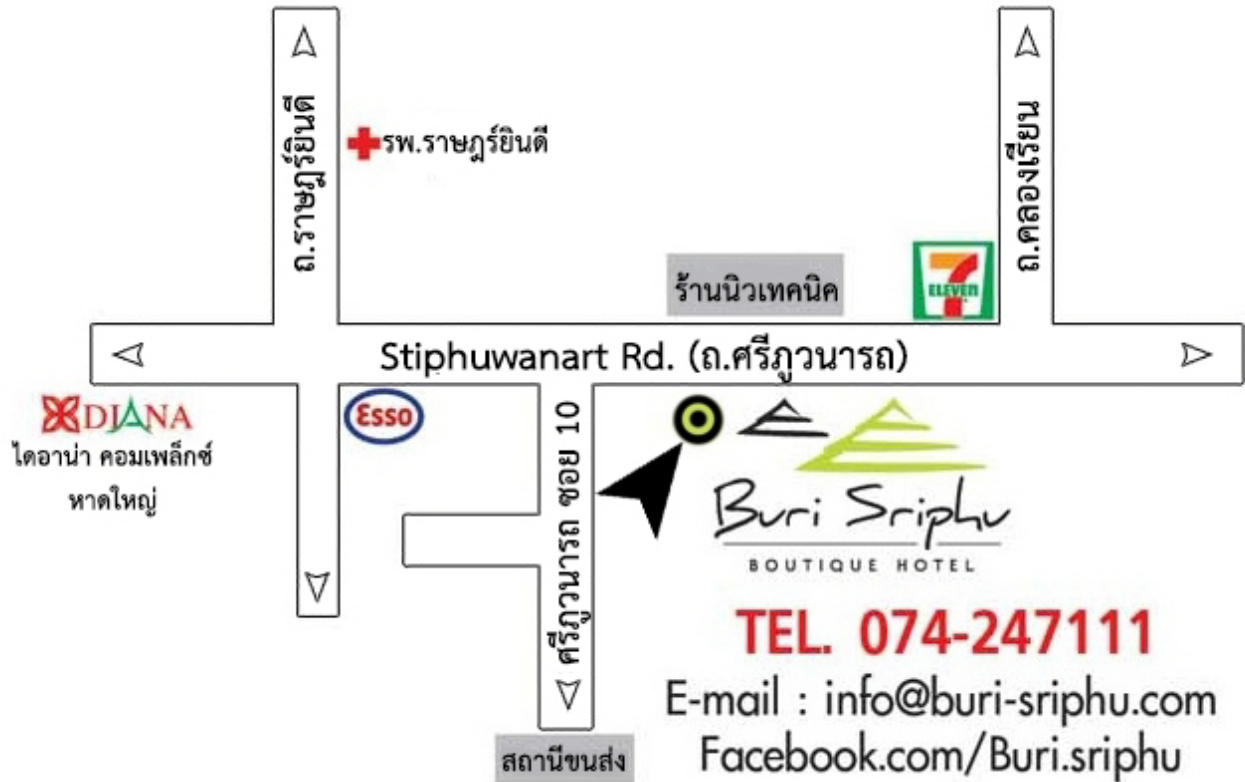 ถ.ราษฎร์ยินดี
รพ.ราษฎร์ยินดี
ถ.คลองเรียน
ร้านนิวเทคนิค
7
ELEVEN
Stiphuwanart Rd. (ถ.ศรีภูวนารถ)
DIANA
ไดอาน่า คอมเพล็กซ์
หาดใหญ่
Esso
ศรีภูวนารถ ซอย 10
Buri Sriphu
BOUTIQUE HOTEL
TEL. 074-247111
E-mail : info@buri-sriphu.com
Facebook.com/Buri.sriphu
สถานีขนส่ง